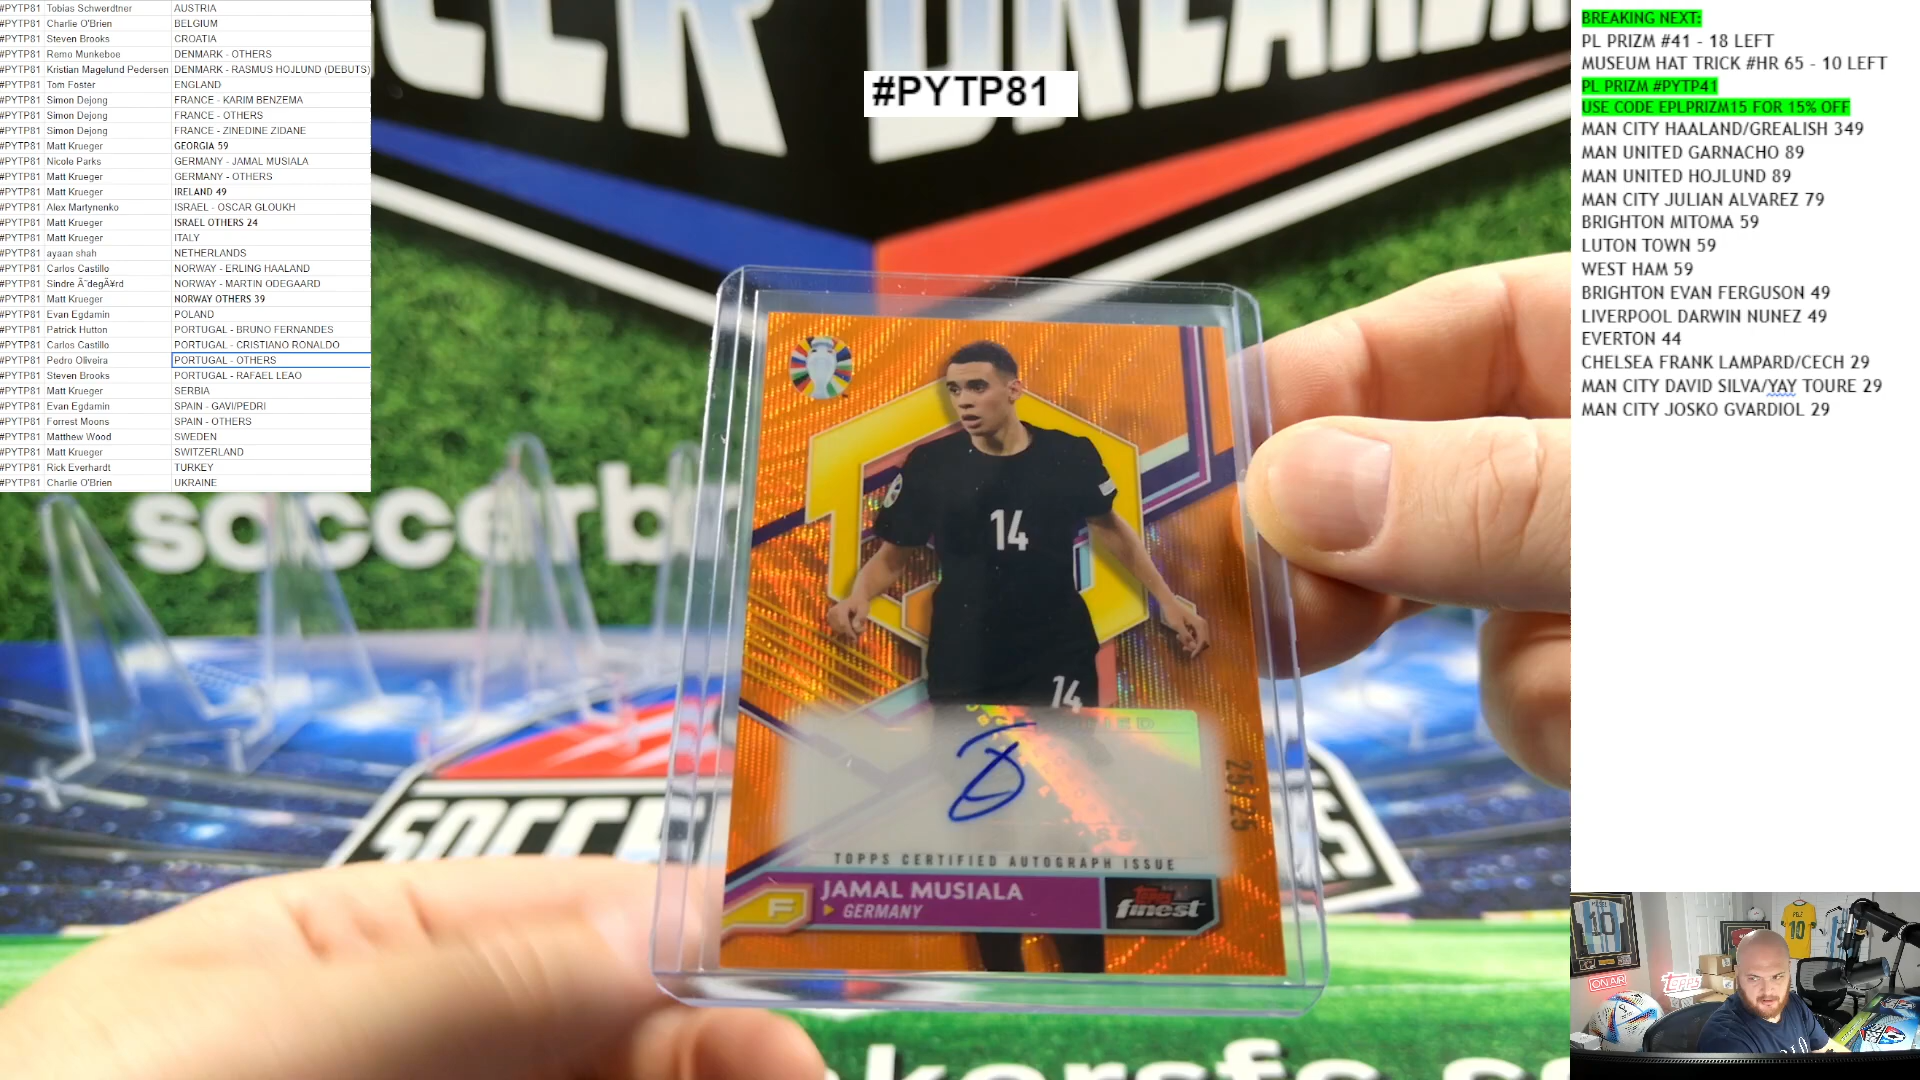 #PYTP81 Tobias Schwerdtner AUSTRIA
#PYTP81 Charlie O'Brien BELGIUM
#PYTP81 Steven Brooks CROATIA
#PYTP81 Remo Munkeboe DENMARK - OTHERS
#PYTP81 Kristian Magelund Pedersen DENMARK - RASMUS HOJLUND (DEBUTS)
#PYTP81 Tom Foster ENGLAND
#PYTP81 Simon Dejong FRANCE - KARIM BENZEMA
#PYTP81 Simon Dejong FRANCE - OTHERS
#PYTP81 Simon Dejong FRANCE - ZINEDINE ZIDANE
#PYTP81 Matt Krueger GEORGIA 59
#PYTP81 Nicole Parks GERMANY - JAMAL MUSIALA
#PYTP81 Matt Krueger GERMANY - OTHERS
#PYTP81 Matt Krueger IRELAND 49
#PYTP81 Alex Martynenko ISRAEL - OSCAR GLOUKH
#PYTP81 Matt Krueger ISRAEL OTHERS 24
#PYTP81 Matt Krueger ITALY
#PYTP81 ayaan shah NETHERLANDS
#PYTP81 Carlos Castillo NORWAY - ERLING HAALAND
#PYTP81 Sindre Ã˜degÃ¥rd NORWAY - MARTIN ODEGAARD
#PYTP81 Matt Krueger NORWAY OTHERS 39
#PYTP81 Evan Egdamin POLAND
#PYTP81 Patrick Hutton PORTUGAL - BRUNO FERNANDES
#PYTP81 Carlos Castillo PORTUGAL - CRISTIANO RONALDO
#PYTP81 Pedro Oliveira PORTUGAL - OTHERS
#PYTP81 Steven Brooks PORTUGAL - RAFAEL LEAO
#PYTP81 Matt Krueger SERBIA
#PYTP81 Evan Egdamin SPAIN - GAVI/PEDRI
#PYTP81 Forrest Moons SPAIN - OTHERS
#PYTP81 Matthew Wood SWEDEN
#PYTP81 Matt Krueger SWITZERLAND
#PYTP81 Rick Everhardt TURKEY
#PYTP81 Charlie O'Brien UKRAINE
#PYTP81
14
14
25/25
TOPPS CERTIFIED AUTOGRAPH ISSUE
JAMAL MUSIALA
GERMANY
F
TOPPS
finest
BREAKING NEXT:
PL PRIZM #41 - 18 LEFT
MUSEUM HAT TRICK #HR 65 - 10 LEFT
PL PRIZM #PYTP41
USE CODE EPLPRIZM15 FOR 15% OFF
MAN CITY HAALAND/GREALISH 349
MAN UNITED GARNACHO 89
MAN UNITED HOJLUND 89
MAN CITY JULIAN ALVAREZ 79
BRIGHTON MITOMA 59
LUTON TOWN 59
WEST HAM 59
BRIGHTON EVAN FERGUSON 49
LIVERPOOL DARWIN NUNEZ 49
EVERTON 44
CHELSEA FRANK LAMPARD/CECH 29
MAN CITY DAVID SILVA/YAY TOURE 29
MAN CITY JOSKO GVARDIOL 29
10
10
ON AIR
TOPPS